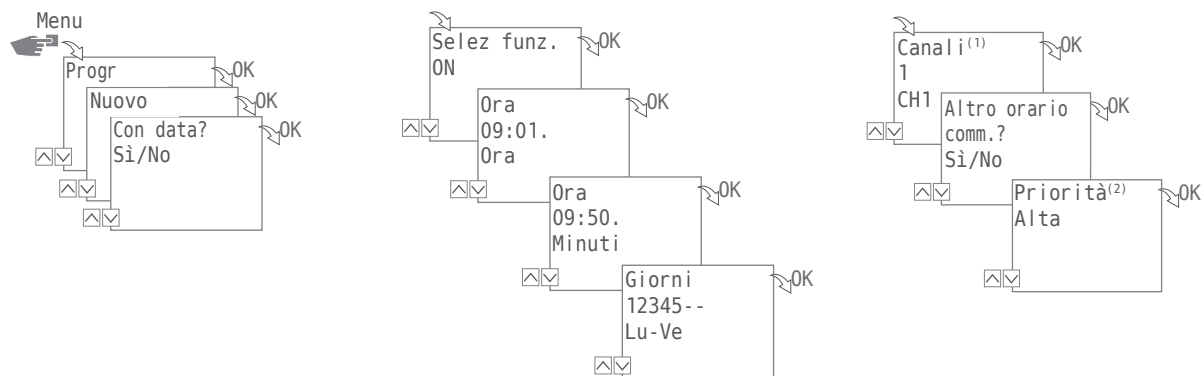 Menu
Progr
OK
Nuovo
OK
Con data?
Sì/No
OK
Selez funz.
ON
OK
Ora
09:01.
Ora
OK
Ora
09:50.
Minuti
OK
Giorni
12345--
Lu-Ve
OK
Canali(1)
1
CH1
OK
Altro orario
comm.?
Sì/No
OK
Priorità(2)
Alta
OK